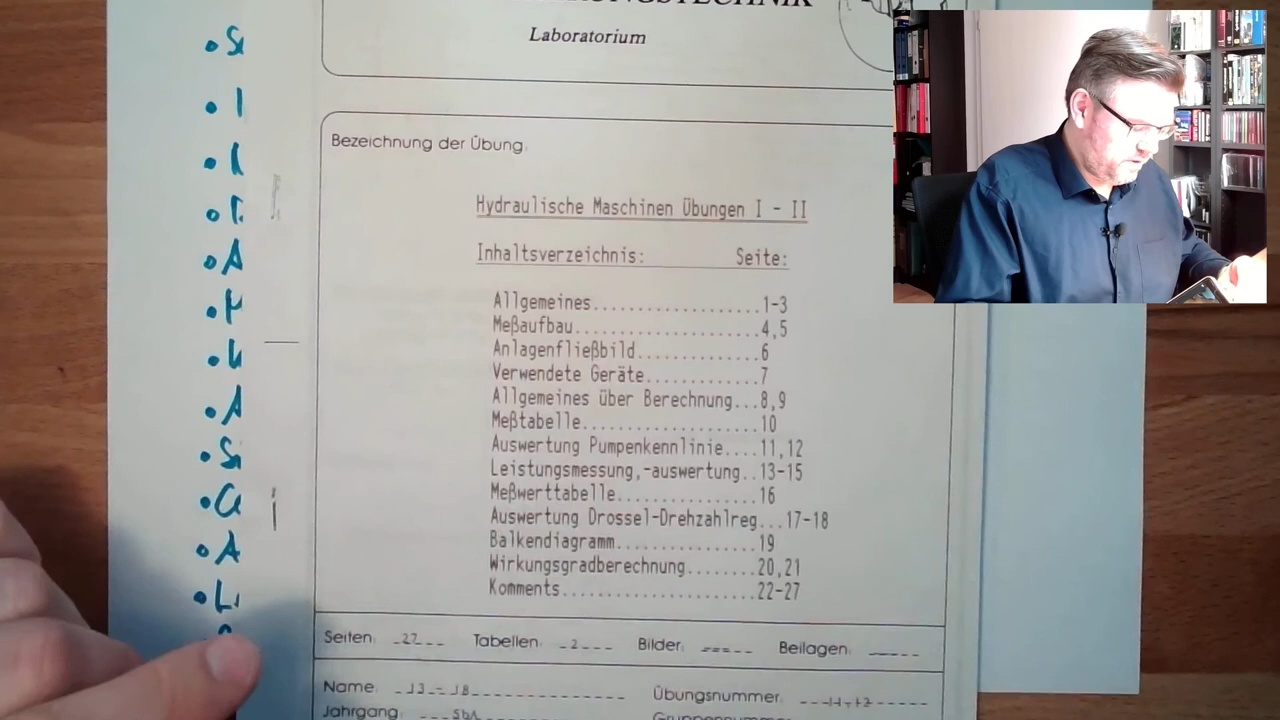 Laboratorium
Bezeichnung der Übung:
Hydraulische Maschinen Übungen I - II
Inhaltsverzeichnis: Seite:
Allgemeines....................1-3
Meßaufbau.......................4,5
Anlagenfließbild...............6
Verwendete Geräte..............7
Allgemeines über Berechnung...8,9
Meßtabelle......................10
Auswertung Pumpenkennlinie....11,12
Leistungsmessung,-auswertung..13-15
Meßwerttabelle.................16
Auswertung Drossel-Drehzahlreg...17-18
Balkendiagramm.................19
Wirkungsgradberechnung........20,21
Komments........................22-27
Seiten: 27 Tabellen: 2 Bilder: Beilagen:
Name: 13 - 18 Übungsnummer
Jahrgang